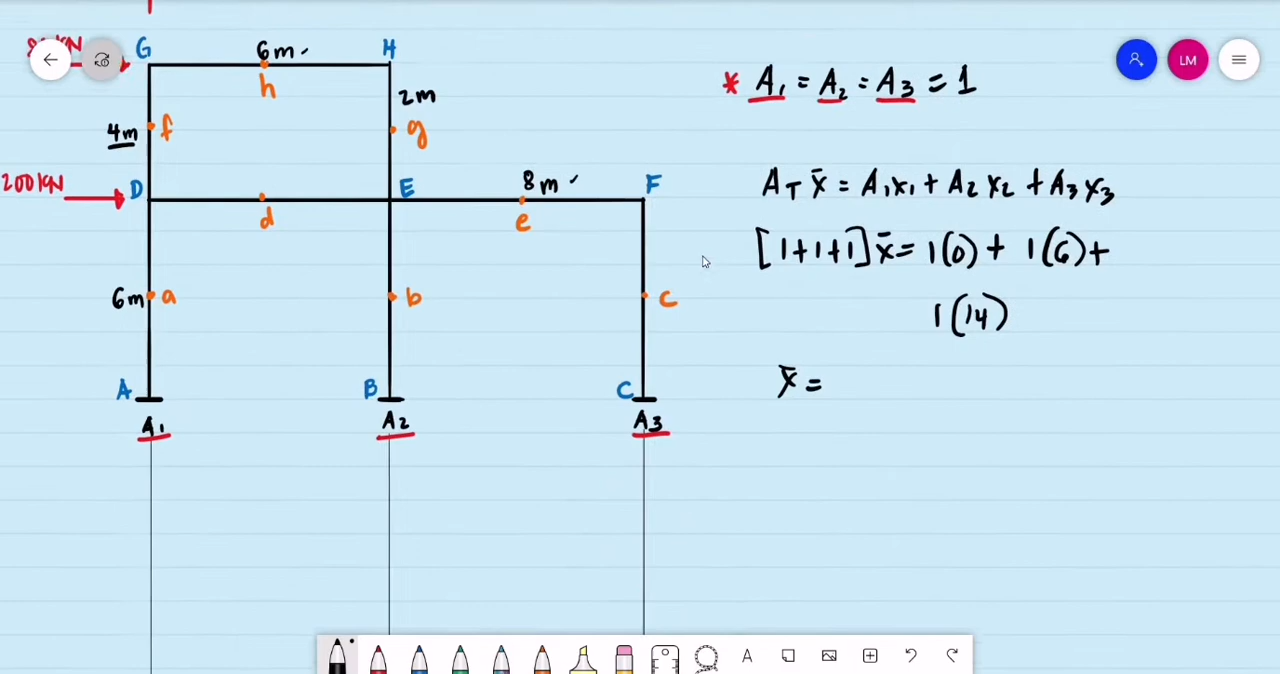 G 6m H
h
2m
4m f g
200KN D E 8m F
d e
6m a b c
A B C
A1 A2 A3
* A1 = A2 = A3 = 1
AT x̄ = A1x1 + A2x2 + A3x3
[1+1+1]x̄ = 1(0) + 1(6) +
1(14)
x̄ =
LM
A